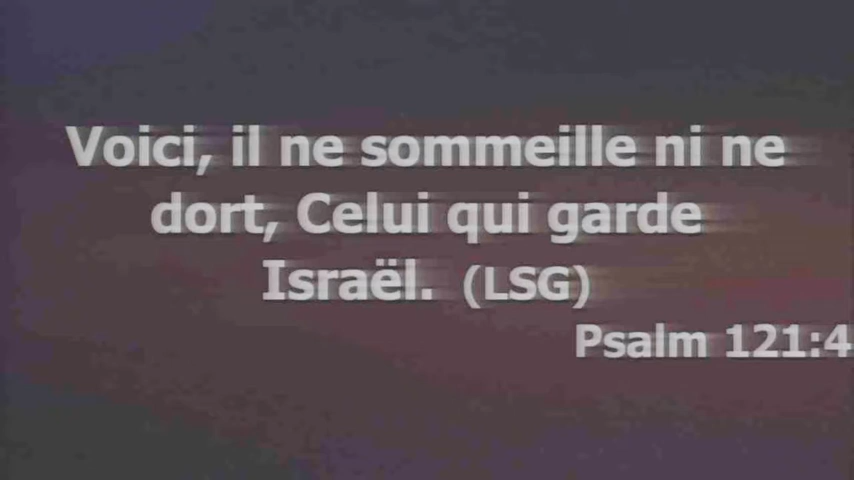 Voici, il ne sommeille ni ne
dort, Celui qui garde
Israël. (LSG)
Psalm 121:4